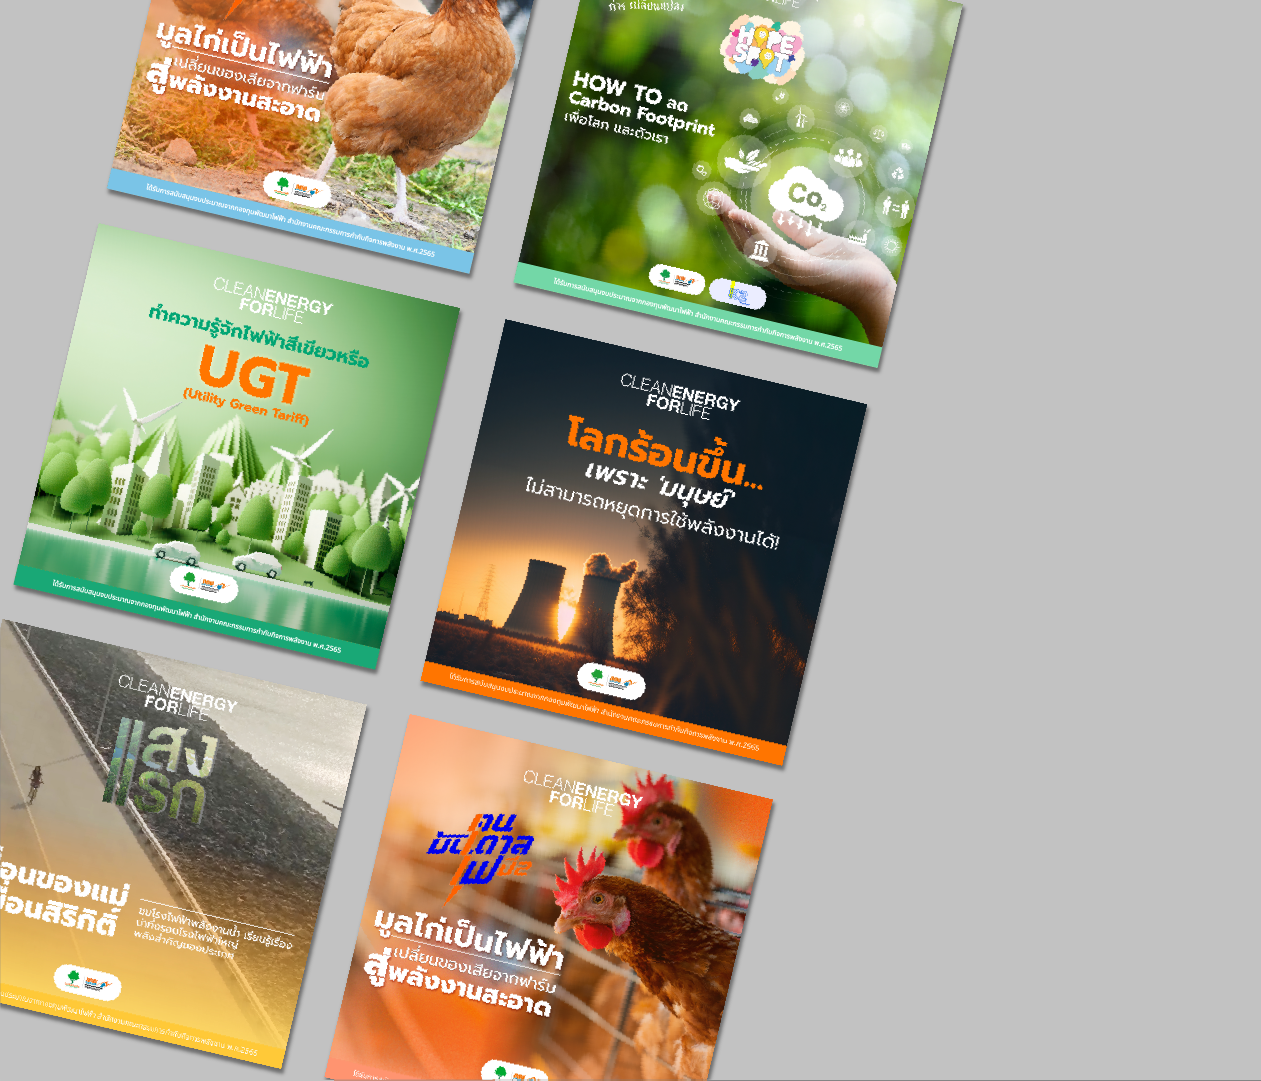 มูลไก่เป็นไฟฟ้า
เปลี่ยนของเสียจากฟาร์ม
สู่พลังงานสะอาด
ได้รับการสนับสนุนงบประมาณจากกองทุนพัฒนาไฟฟ้า สำนักงานคณะกรรมการกำกับกิจการพลังงาน พ.ศ.2565
HOPE
SPOT
HOW TO ลด
Carbon Footprint
เพื่อโลก และตัวเรา
Co2
ได้รับการสนับสนุนงบประมาณจากกองทุนพัฒนาไฟฟ้า สำนักงานคณะกรรมการกำกับกิจการพลังงาน พ.ศ.2565
CLEANENERGY
FORLIFE
ทำความรู้จักไฟฟ้าสีเขียวหรือ
UGT
(Utility Green Tariff)
ได้รับการสนับสนุนงบประมาณจากกองทุนพัฒนาไฟฟ้า สำนักงานคณะกรรมการกำกับกิจการพลังงาน พ.ศ.2565
CLEANENERGY
FORLIFE
โลกร้อนขึ้น...
เพราะ 'มนุษย์'
ไม่สามารถหยุดการใช้พลังงานได้!
ได้รับการสนับสนุนงบประมาณจากกองทุนพัฒนาไฟฟ้า สำนักงานคณะกรรมการกำกับกิจการพลังงาน พ.ศ.2565
CLEANENERGY
FORLIFE
แสง
แรก
ของแม่
สิริกิติ์
ชมโรงไฟฟ้าพลังงานน้ำ เรียนรู้เรื่อง
น่าทึ่งรอบโรงไฟฟ้าใหญ่
พลังสำคัญของประเทศ
กองทุนพัฒนาไฟฟ้า สำนักงานคณะกรรมการกำกับกิจการพลังงาน พ.ศ.2565
CLEANENERGY
FORLIFE
คน
บันดาล
ไฟ
มูลไก่เป็นไฟฟ้า
เปลี่ยนของเสียจากฟาร์ม
สู่พลังงานสะอาด